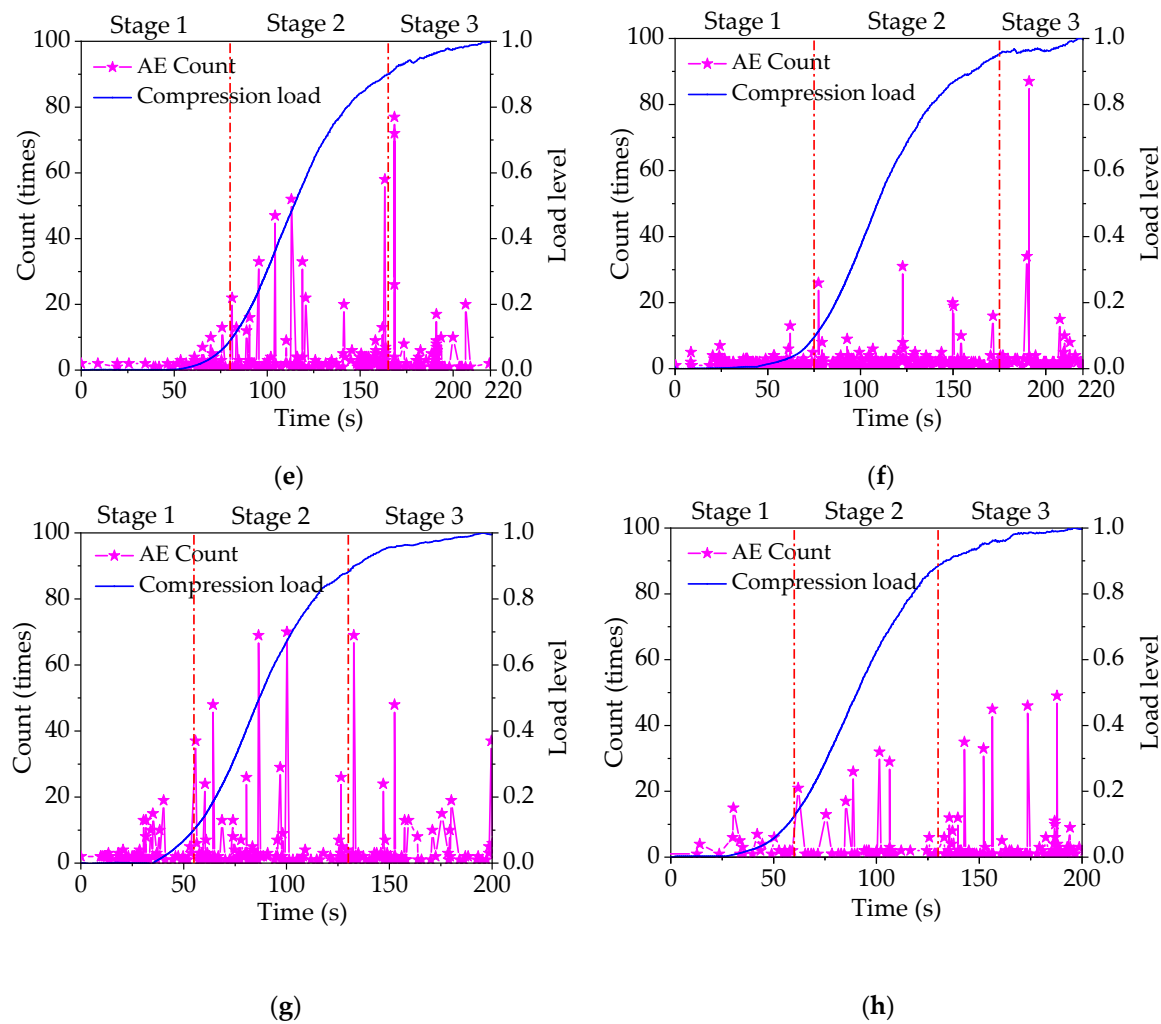 Stage 1 Stage 2 Stage 3
AE Count
Compression load
Count (times)
100
80
60
40
20
0
1.0
0.8
0.6
0.4
0.2
0.0
Load level
0 50 100 150 200 220
Time (s)
(e)
Stage 1 Stage 2 Stage 3
AE Count
Compression load
Count (times)
100
80
60
40
20
0
1.0
0.8
0.6
0.4
0.2
0.0
Load level
0 50 100 150 200 220
Time (s)
(f)
Stage 1 Stage 2 Stage 3
AE Count
Compression load
Count (times)
100
80
60
40
20
0
1.0
0.8
0.6
0.4
0.2
0.0
Load level
0 50 100 150 200
Time (s)
(g)
Stage 1 Stage 2 Stage 3
AE Count
Compression load
Count (times)
100
80
60
40
20
0
1.0
0.8
0.6
0.4
0.2
0.0
Load level
0 50 100 150 200
Time (s)
(h)